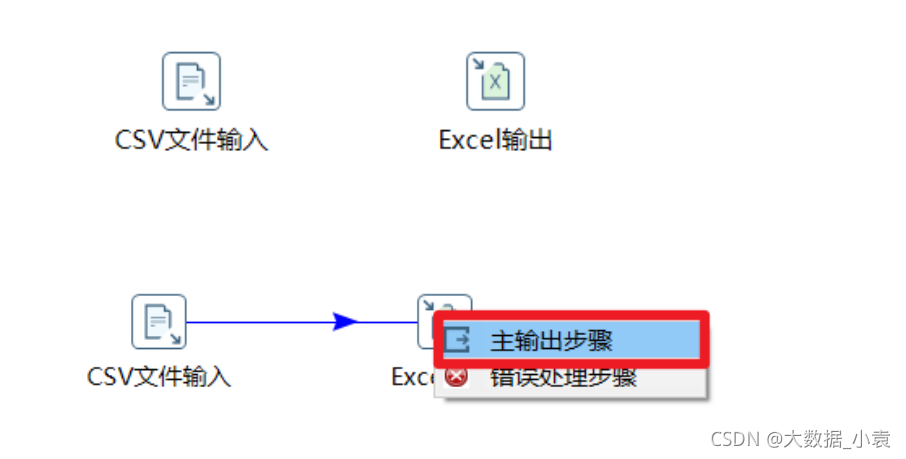 CSV文件输入
Excel输出
主输出步骤
CSV文件输入
Exce
错误处理步骤
CSDN @大数据_小袁